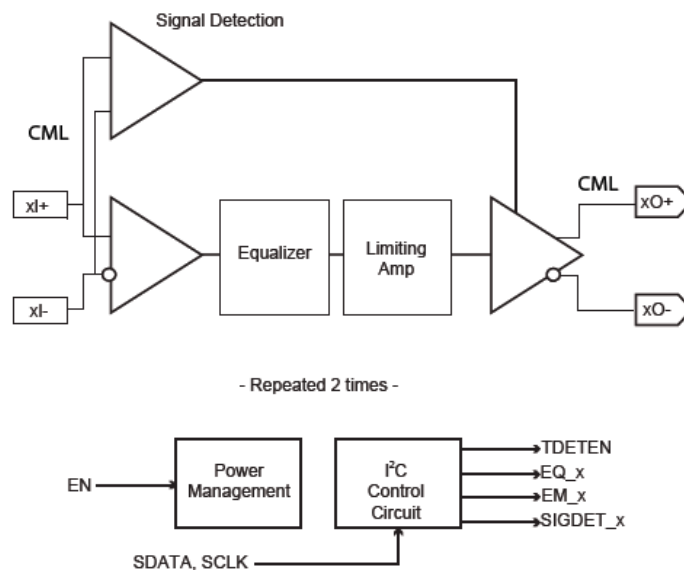 Signal Detection
CML
CML
xI+
xO+
Equalizer
Limiting
Amp
xI-
xO-
- Repeated 2 times -
EN
Power
Management
I²C
Control
Circuit
TDETEN
EQ_x
EM_x
SIGDET_x
SDATA, SCLK